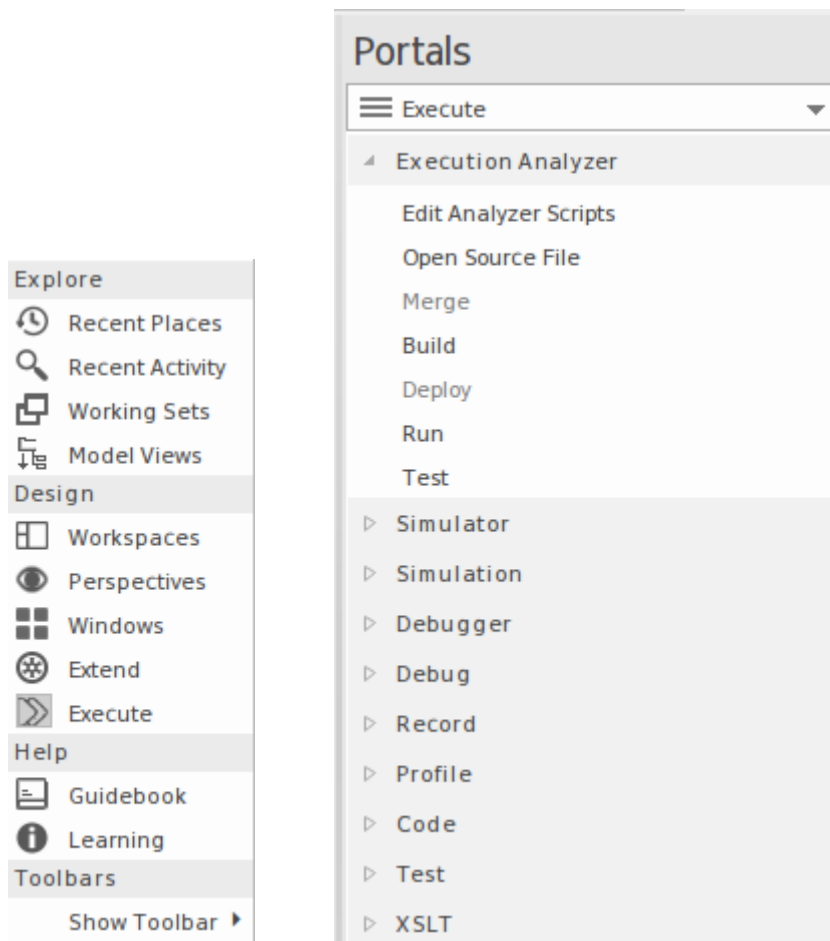 Explore
Recent Places
Recent Activity
Working Sets
Model Views
Design
Workspaces
Perspectives
Windows
Extend
Execute
Help
Guidebook
Learning
Toolbars
Show Toolbar
Portals
Execute
Execution Analyzer
Edit Analyzer Scripts
Open Source File
Merge
Build
Deploy
Run
Test
Simulator
Simulation
Debugger
Debug
Record
Profile
Code
Test
XSLT